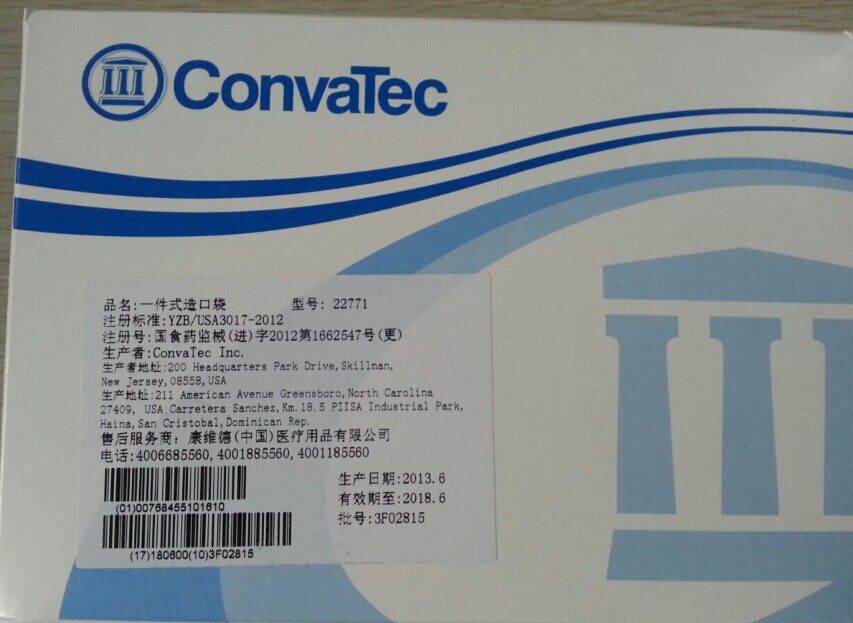 ConvaTec
品名:一件式造口袋 型号: 22771
注册标准:YZB/USA3017-2012
注册号:国食药监械(进)字2012第1662547号(更)
生产者:ConvaTec Inc.
生产者地址:200 Headquarters Park Drive,Skillman,
New Jersey,08558,USA
生产地址:211 American Avenue Greensboro,North Carolina
27409, USA.Carretera Sanchez,Km.18.5 PIISA Industrial Park,
Haina,San Cristobal,Dominican Rep.
售后服务商: 康维德(中国)医疗用品有限公司
电话:4006685560,4001885560,4001185560
生产日期:2013.6
有效期至:2018.6
批号:3F02815
(01)00768455101610
(17)180600(10)3F02815